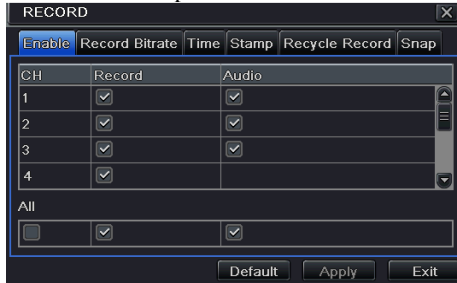 RECORD
Enable Record Bitrate Time Stamp Recycle Record Snap
CH Record Audio
1
2
3
4
All
Default Apply Exit